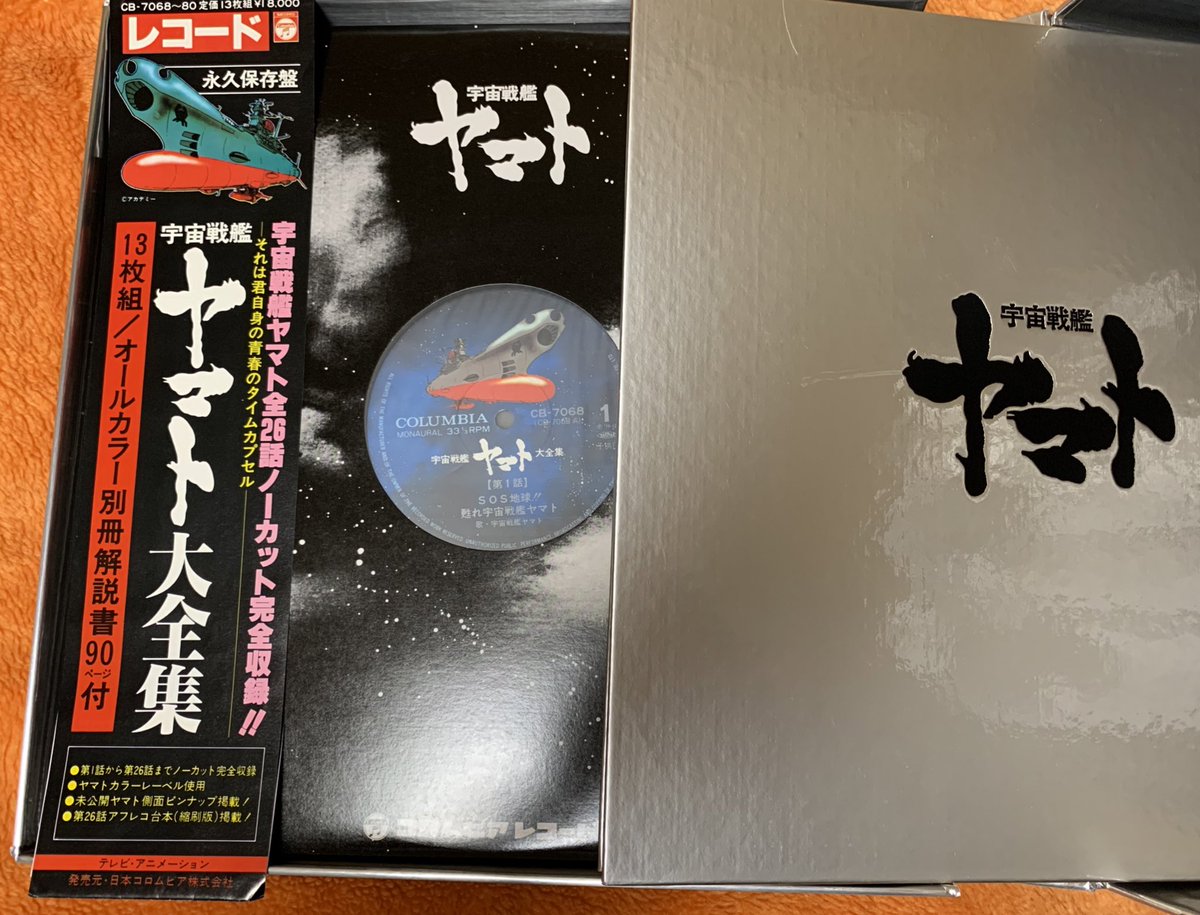 CB-7068〜80 定価13枚組¥18,000
レコード
永久保存盤
©アカデミー
宇宙戦艦ヤマト全26話ノーカット完全収録!!
―それは君自身の青春のタイムカプセル―
宇宙戦艦
ヤマト大全集
13枚組/オールカラー別冊解説書90ページ付
●第1話から第26話までノーカット完全収録
●ヤマトカラーレーベル使用
●未公開ヤマト側面ピンナップ掲載!
●第26話アフレコ台本(縮刷版)掲載!
テレビ・アニメーション
発売元・日本コロムビア株式会社
宇宙戦艦
ヤマト
COLUMBIA
MONAURAL 33⅓RPM
CB-7068
1
宇宙戦艦 ヤマト 大全集
【第1話】
SOS地球!!
甦れ宇宙戦艦ヤマト
歌・宇宙戦艦ヤマト
コロムビアレコード
宇宙戦艦
ヤマト